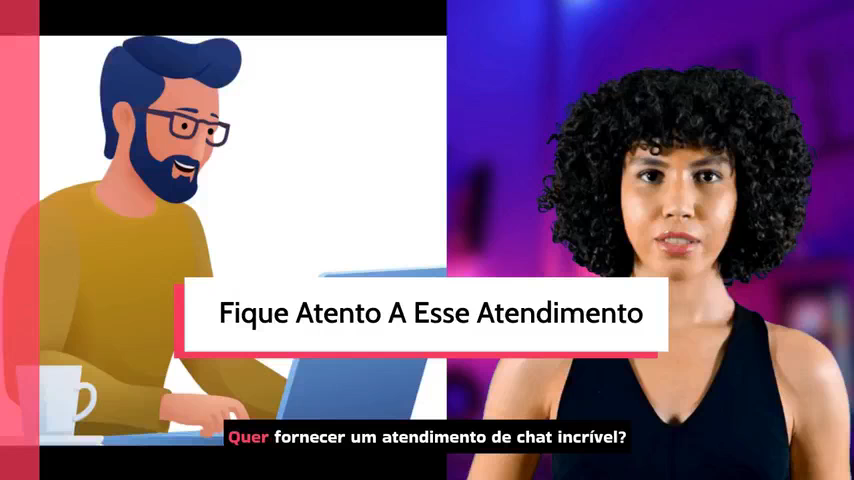 Fique Atento A Esse Atendimento
Quer fornecer um atendimento de chat incrível?